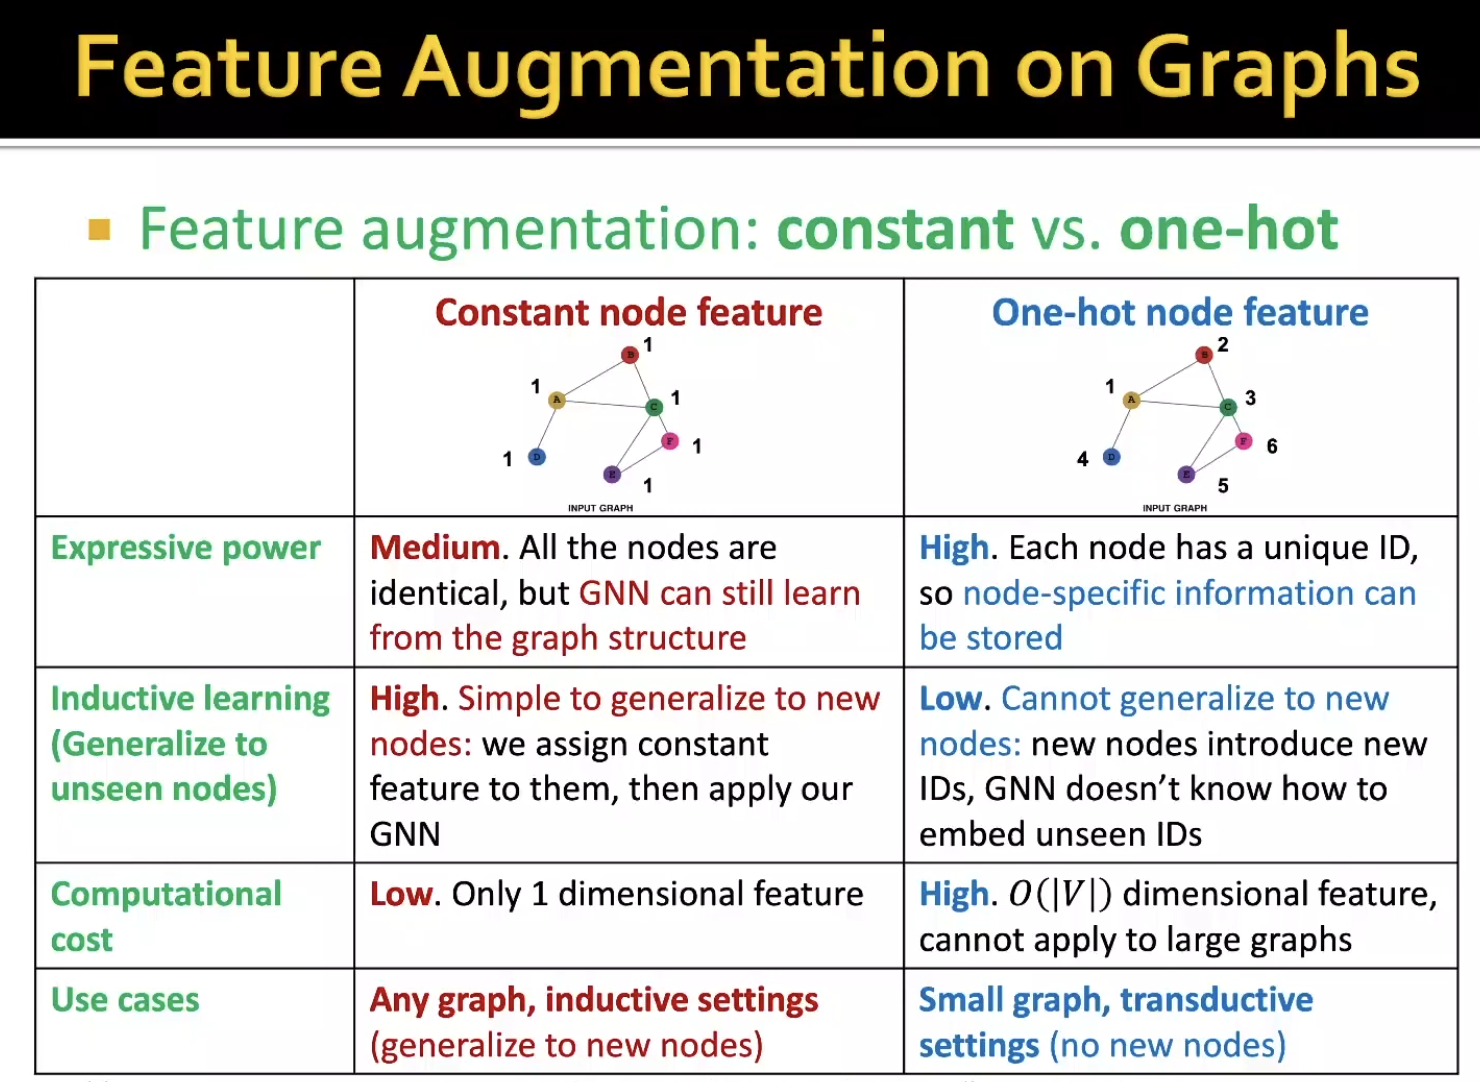 Feature Augmentation on Graphs
Feature augmentation: constant vs. one-hot
Constant node feature
1
B
1
A
1
C
F
1
1
D
E
1
INPUT GRAPH
One-hot node feature
2
B
1
A
3
C
F
6
4
D
E
5
INPUT GRAPH
Expressive power
Medium. All the nodes are
identical, but GNN can still learn
from the graph structure
High. Each node has a unique ID,
so node-specific information can
be stored
Inductive learning
(Generalize to
unseen nodes)
High. Simple to generalize to new
nodes: we assign constant
feature to them, then apply our
GNN
Low. Cannot generalize to new
nodes: new nodes introduce new
IDs, GNN doesn’t know how to
embed unseen IDs
Computational
cost
Low. Only 1 dimensional feature
High. O(|V|) dimensional feature,
cannot apply to large graphs
Use cases
Any graph, inductive settings
(generalize to new nodes)
Small graph, transductive
settings (no new nodes)